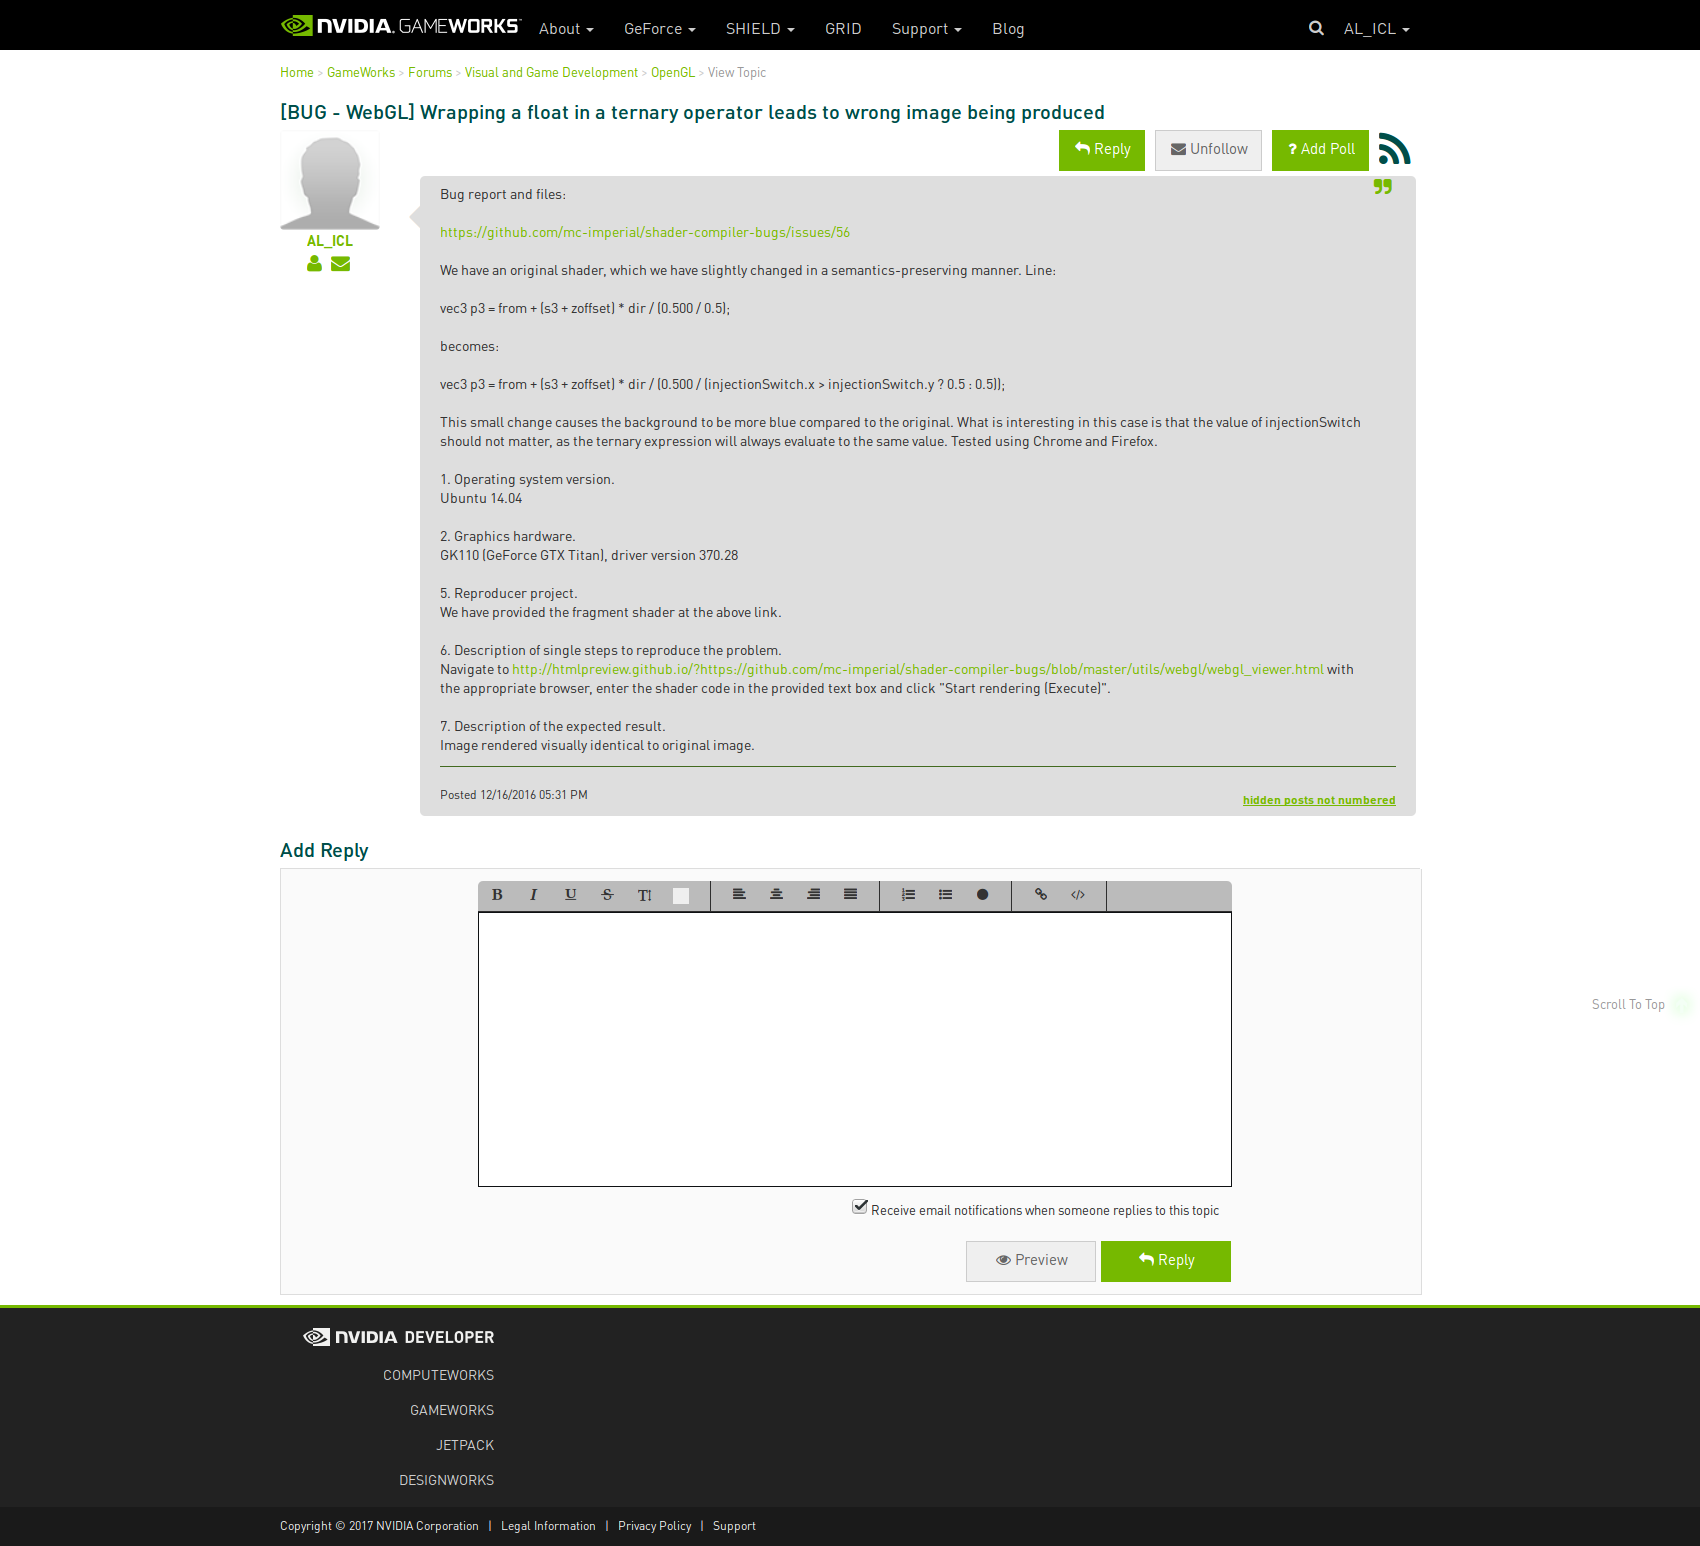 NVIDIA. GAMEWORKS™ About GeForce SHIELD GRID Support Blog AL_ICL
Home > GameWorks > Forums > Visual and Game Development > OpenGL > View Topic
[BUG - WebGL] Wrapping a float in a ternary operator leads to wrong image being produced
Reply Unfollow ? Add Poll
AL_ICL
Bug report and files:
https://github.com/mc-imperial/shader-compiler-bugs/issues/56
We have an original shader, which we have slightly changed in a semantics-preserving manner. Line:
vec3 p3 = from + (s3 + zoffset) * dir / (0.500 / 0.5);
becomes:
vec3 p3 = from + (s3 + zoffset) * dir / (0.500 / (injectionSwitch.x > injectionSwitch.y ? 0.5 : 0.5));
This small change causes the background to be more blue compared to the original. What is interesting in this case is that the value of injectionSwitch
should not matter, as the ternary expression will always evaluate to the same value. Tested using Chrome and Firefox.
1. Operating system version.
Ubuntu 14.04
2. Graphics hardware.
GK110 (GeForce GTX Titan), driver version 370.28
5. Reproducer project.
We have provided the fragment shader at the above link.
6. Description of single steps to reproduce the problem.
Navigate to http://htmlpreview.github.io/?https://github.com/mc-imperial/shader-compiler-bugs/blob/master/utils/webgl/webgl_viewer.html with
the appropriate browser, enter the shader code in the provided text box and click "Start rendering (Execute)".
7. Description of the expected result.
Image rendered visually identical to original image.
Posted 12/16/2016 05:31 PM
hidden posts not numbered
Add Reply
B I U S T
Scroll To Top
Receive email notifications when someone replies to this topic
Preview Reply
NVIDIA DEVELOPER
COMPUTEWORKS
GAMEWORKS
JETPACK
DESIGNWORKS
Copyright © 2017 NVIDIA Corporation | Legal Information | Privacy Policy | Support